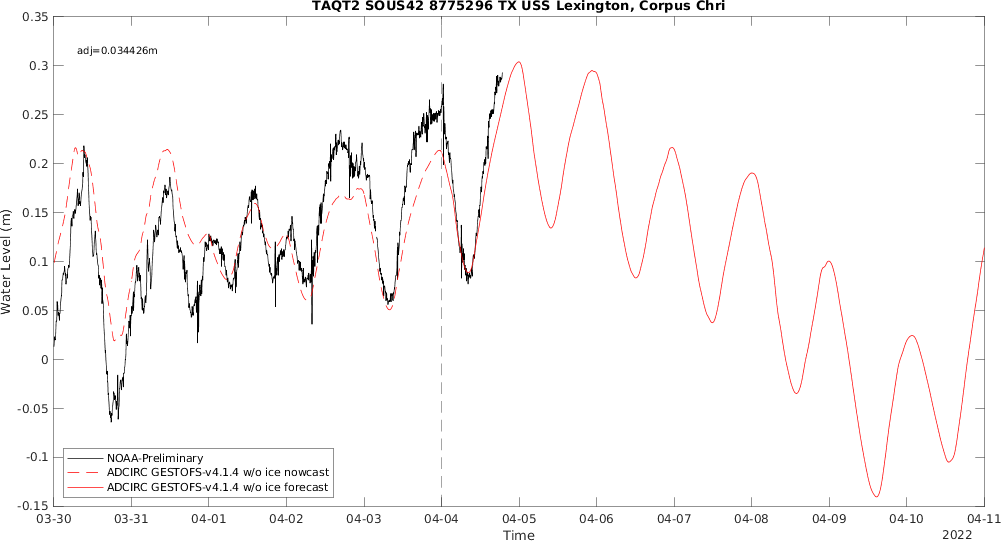 TAQT2 SOUS42 8775296 TX USS Lexington, Corpus Chri
0.35
adj=0.034426m
0.3
0.25
0.2
0.15
0.1
0.05
0
-0.05
-0.1
-0.15
Water Level (m)
NOAA-Preliminary
ADCIRC GESTOFS-v4.1.4 w/o ice nowcast
ADCIRC GESTOFS-v4.1.4 w/o ice forecast
03-30 03-31 04-01 04-02 04-03 04-04 04-05 04-06 04-07 04-08 04-09 04-10 04-11
Time
2022